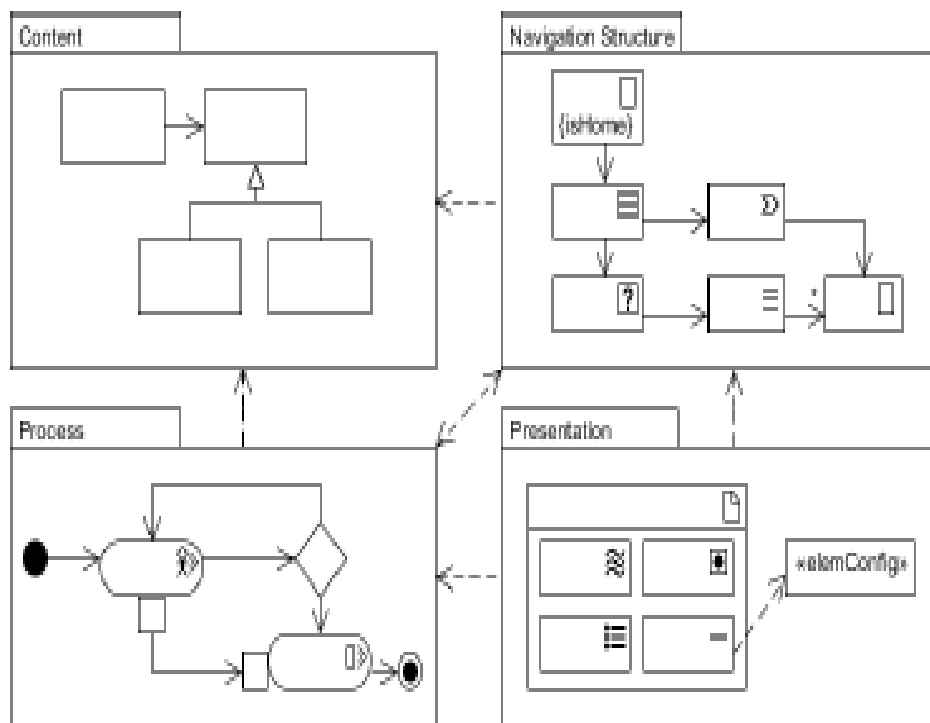 Content
Navigation Structure
{isHome}
?
*
Process
Presentation
«elemConfig»